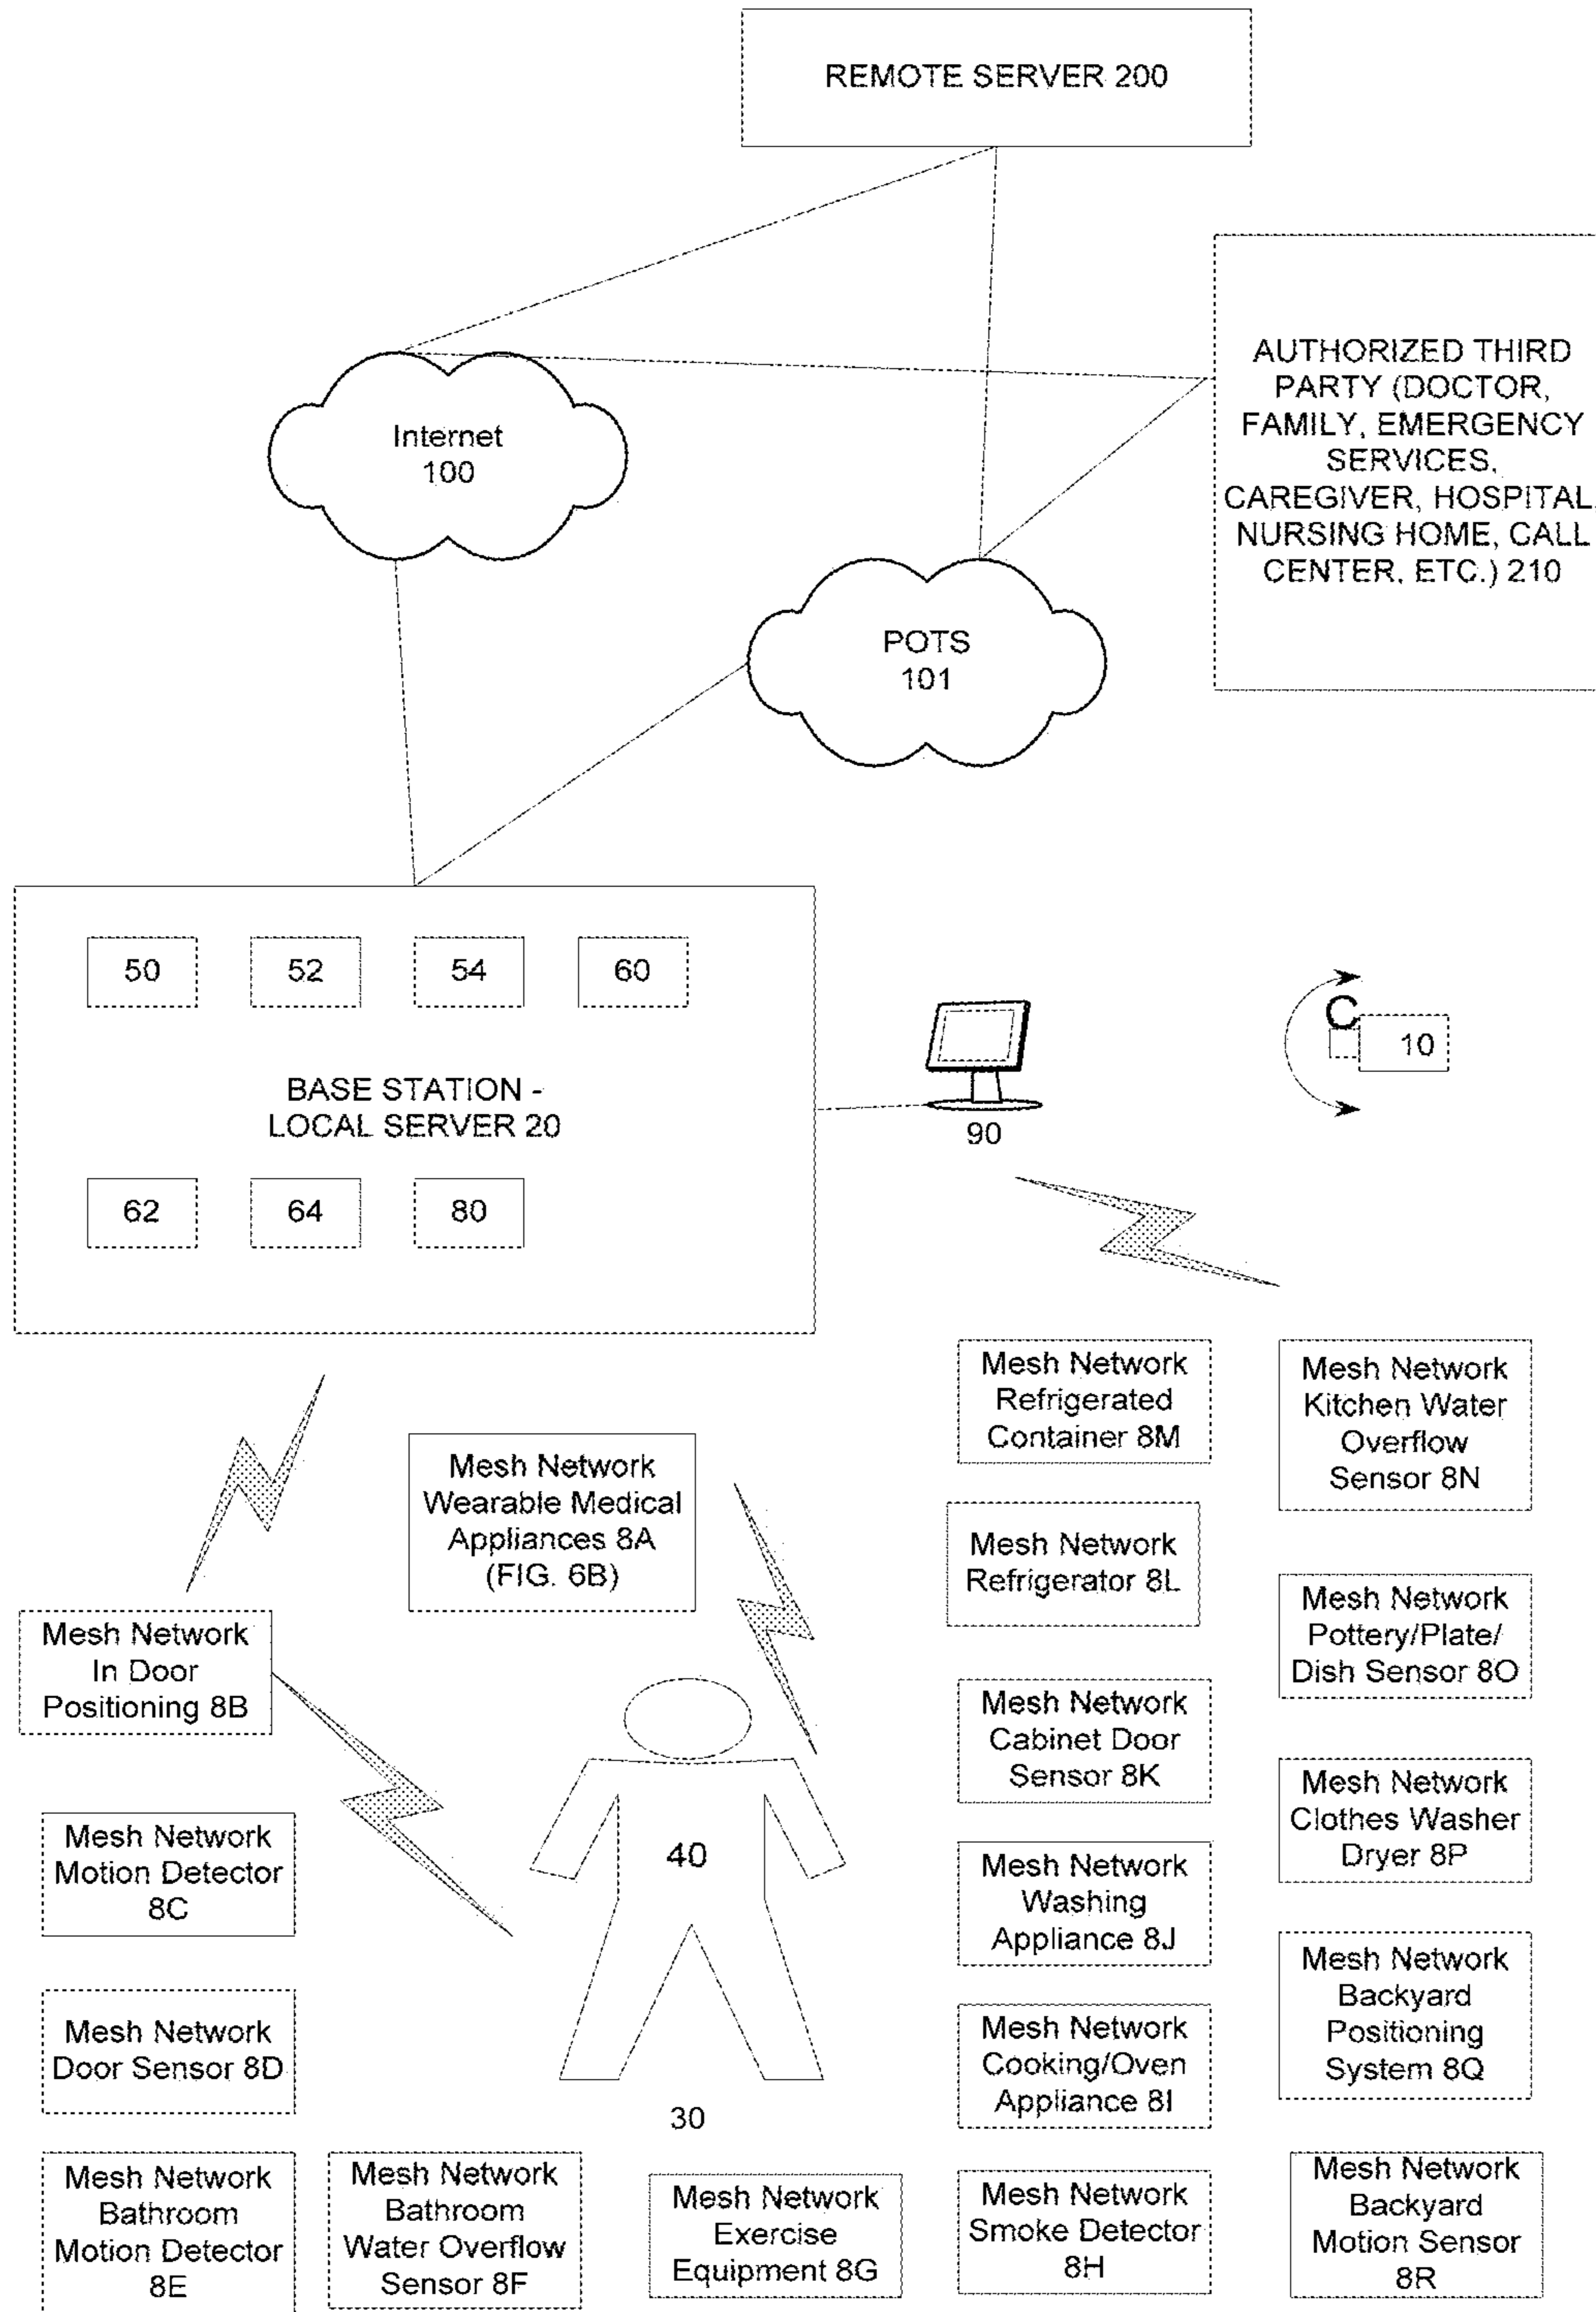 REMOTE SERVER 200
AUTHORIZED THIRD
PARTY (DOCTOR,
FAMILY, EMERGENCY
SERVICES,
CAREGIVER, HOSPITAL,
NURSING HOME, CALL
CENTER, ETC.) 210
Internet
100
POTS
101
50
52
54
60
BASE STATION -
LOCAL SERVER 20
62
64
80
90
C
10
Mesh Network
Wearable Medical
Appliances 8A
(FIG. 6B)
Mesh Network
In Door
Positioning 8B
Mesh Network
Motion Detector
8C
Mesh Network
Door Sensor 8D
Mesh Network
Bathroom
Motion Detector
8E
Mesh Network
Bathroom
Water Overflow
Sensor 8F
40
30
Mesh Network
Exercise
Equipment 8G
Mesh Network
Refrigerated
Container 8M
Mesh Network
Refrigerator 8L
Mesh Network
Cabinet Door
Sensor 8K
Mesh Network
Washing
Appliance 8J
Mesh Network
Cooking/Oven
Appliance 8I
Mesh Network
Smoke Detector
8H
Mesh Network
Kitchen Water
Overflow
Sensor 8N
Mesh Network
Pottery/Plate/
Dish Sensor 8O
Mesh Network
Clothes Washer
Dryer 8P
Mesh Network
Backyard
Positioning
System 8Q
Mesh Network
Backyard
Motion Sensor
8R